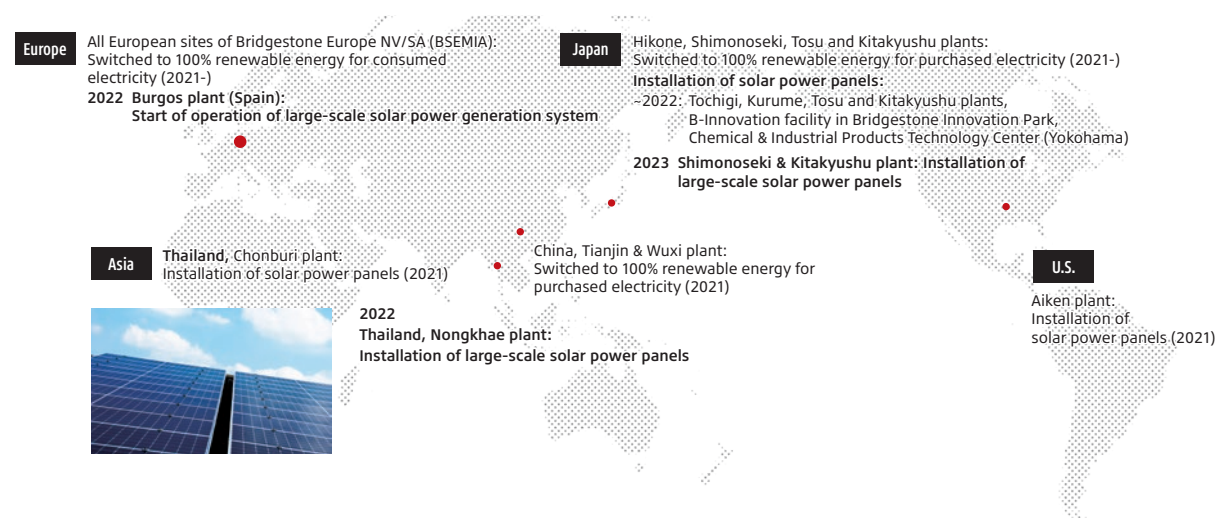 Europe
All European sites of Bridgestone Europe NV/SA (BSEMIA):
Switched to 100% renewable energy for consumed
electricity (2021-)
2022 Burgos plant (Spain):
Start of operation of large-scale solar power generation system
Japan
Hikone, Shimonoseki, Tosu and Kitakyushu plants:
Switched to 100% renewable energy for purchased electricity (2021-)
Installation of solar power panels:
~2022: Tochigi, Kurume, Tosu and Kitakyushu plants,
B-Innovation facility in Bridgestone Innovation Park,
Chemical & Industrial Products Technology Center (Yokohama)
2023 Shimonoseki & Kitakyushu plant: Installation of
large-scale solar power panels
Asia
Thailand, Chonburi plant:
Installation of solar power panels (2021)
China, Tianjin & Wuxi plant:
Switched to 100% renewable energy for
purchased electricity (2021)
2022
Thailand, Nongkhae plant:
Installation of large-scale solar power panels
U.S.
Aiken plant:
Installation of
solar power panels (2021)